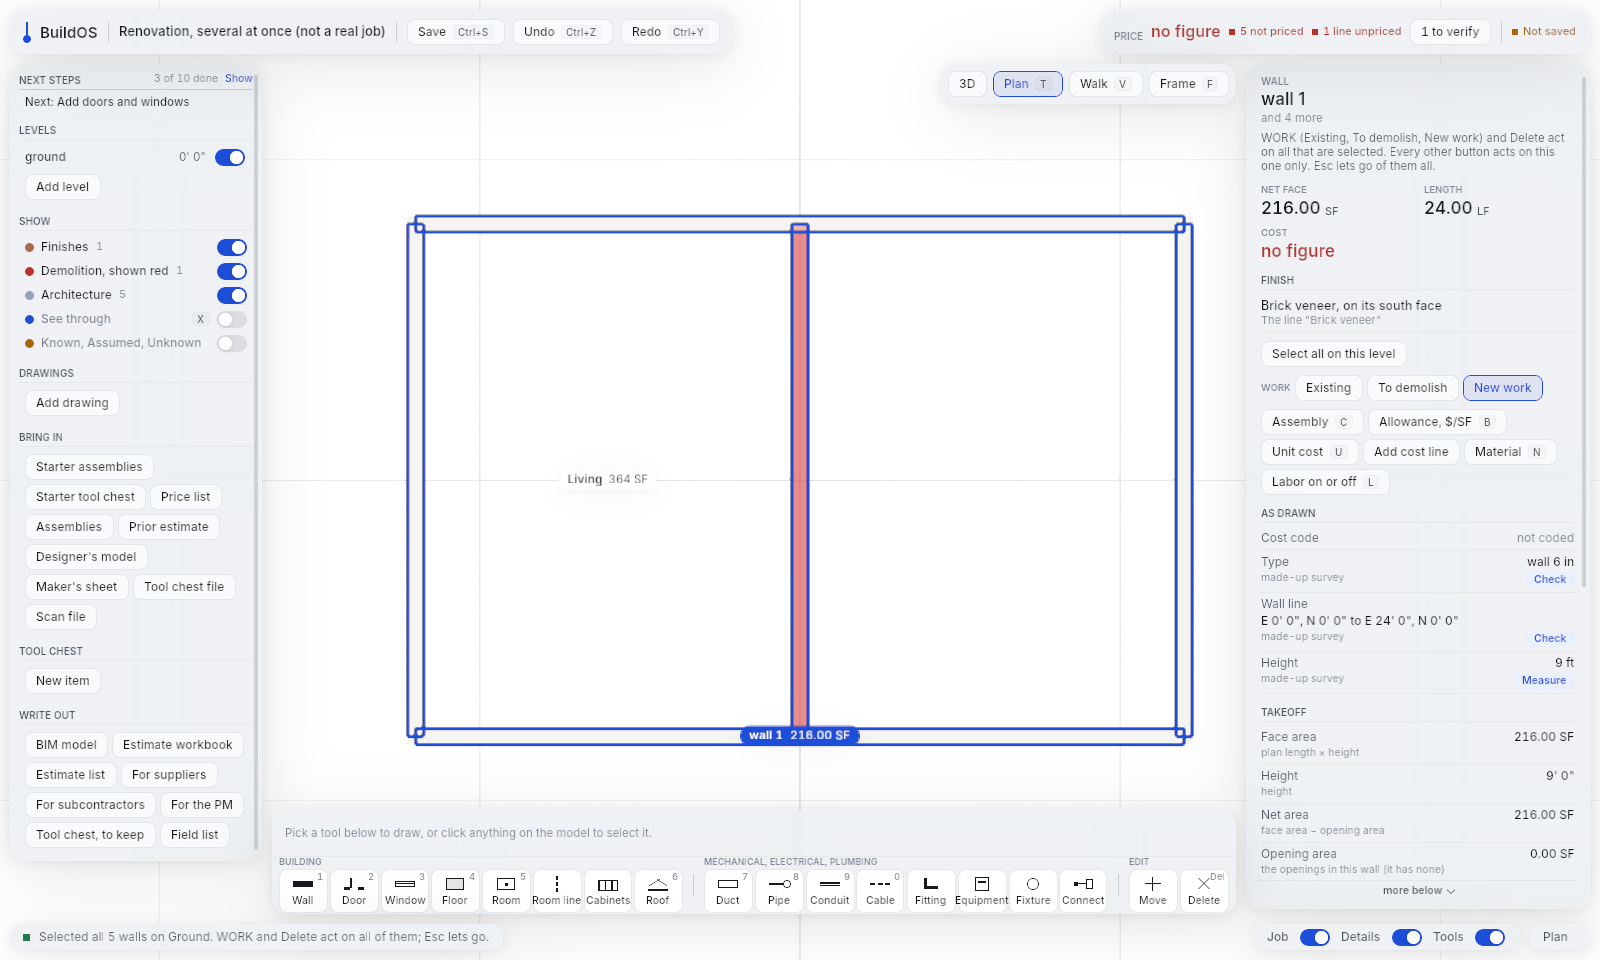 BuildOS
Renovation, several at once (not a real job)
Save Ctrl+S
Undo Ctrl+Z
Redo Ctrl+Y
PRICE no figure
5 not priced
1 line unpriced
1 to verify
Not saved
NEXT STEPS 3 of 10 done Show
Next: Add doors and windows
LEVELS
ground 0' 0"
Add level
SHOW
Finishes 1
Demolition, shown red 1
Architecture 5
See through X
Known, Assumed, Unknown
DRAWINGS
Add drawing
BRING IN
Starter assemblies
Starter tool chest Price list
Assemblies Prior estimate
Designer's model
Maker's sheet Tool chest file
Scan file
TOOL CHEST
New item
WRITE OUT
BIM model Estimate workbook
Estimate list For suppliers
For subcontractors For the PM
Tool chest, to keep Field list
3D
Plan T
Walk V
Frame F
Living 364 SF
wall 1 216.00 SF
Pick a tool below to draw, or click anything on the model to select it.
BUILDING
Wall 1
Door 2
Window 3
Floor 4
Room 5
Room line
Cabinets
Roof 6
MECHANICAL, ELECTRICAL, PLUMBING
Duct 7
Pipe 8
Conduit 9
Cable 0
Fitting
Equipment
Fixture
Connect
EDIT
Move
Delete Del
WALL
wall 1
and 4 more
WORK (Existing, To demolish, New work) and Delete act
on all that are selected. Every other button acts on this
one only. Esc lets go of them all.
NET FACE LENGTH
216.00 SF 24.00 LF
COST
no figure
FINISH
Brick veneer, on its south face
The line "Brick veneer"
Select all on this level
WORK Existing To demolish New work
Assembly C Allowance, $/SF B
Unit cost U Add cost line Material N
Labor on or off L
AS DRAWN
Cost code not coded
Type wall 6 in
made-up survey Check
Wall line
E 0' 0", N 0' 0" to E 24' 0", N 0' 0"
made-up survey Check
Height 9 ft
made-up survey Measure
TAKEOFF
Face area 216.00 SF
plan length × height
Height 9' 0"
height
Net area 216.00 SF
face area − opening area
Opening area 0.00 SF
the openings in this wall (it has none)
more below
Selected all 5 walls on Ground. WORK and Delete act on all of them; Esc lets go.
Job
Details
Tools
Plan